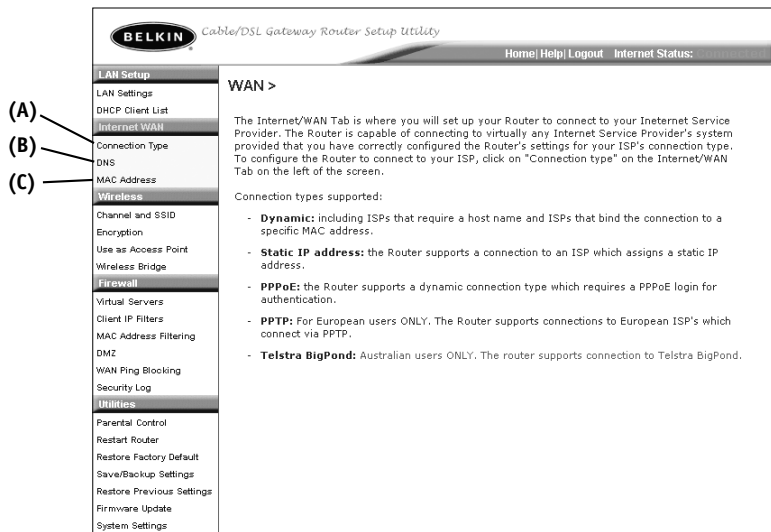 BELKIN Cable/DSL Gateway Router Setup Utility
Home| Help| Logout Internet Status: Connected
LAN Setup
LAN Settings
DHCP Client List
Internet WAN
(A) Connection Type
(B) DNS
(C) MAC Address
Wireless
Channel and SSID
Encryption
Use as Access Point
Wireless Bridge
Firewall
Virtual Servers
Client IP Filters
MAC Address Filtering
DMZ
WAN Ping Blocking
Security Log
Utilities
Parental Control
Restart Router
Restore Factory Default
Save/Backup Settings
Restore Previous Settings
Firmware Update
System Settings
WAN >
The Internet/WAN Tab is where you will set up your Router to connect to your Ineternet Service
Provider. The Router is capable of connecting to virtually any Internet Service Provider's system
provided that you have correctly configured the Router's settings for your ISP's connection type.
To configure the Router to connect to your ISP, click on "Connection type" on the Internet/WAN
Tab on the left of the screen.
Connection types supported:
- Dynamic: including ISPs that require a host name and ISPs that bind the connection to a
specific MAC address.
- Static IP address: the Router supports a connection to an ISP which assigns a static IP
address.
- PPPoE: the Router supports a dynamic connection type which requires a PPPoE login for
authentication.
- PPTP: For European users ONLY. The Router supports connections to European ISP's which
connect via PPTP.
- Telstra BigPond: Australian users ONLY. The router supports connection to Telstra BigPond.